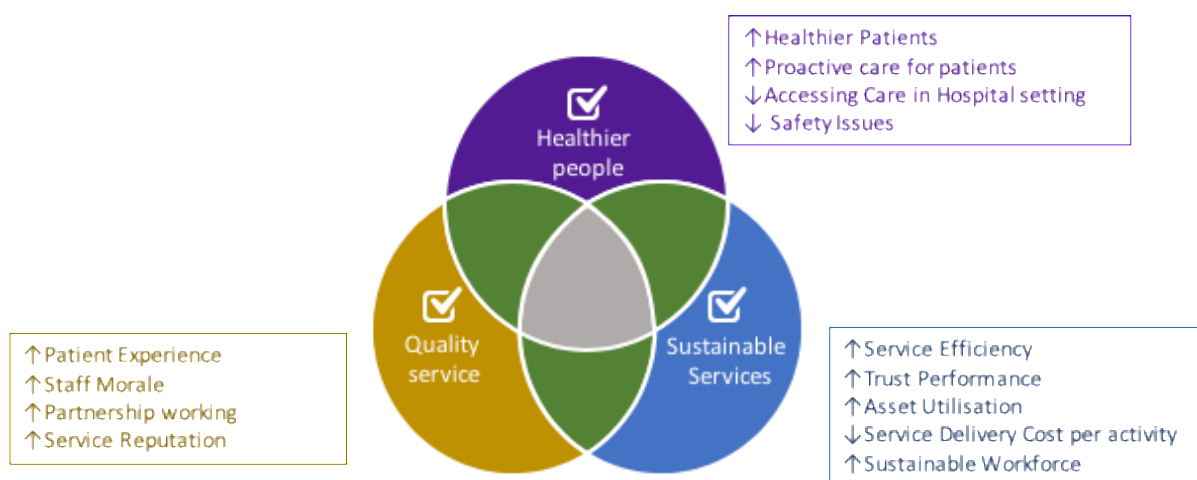 ↑Healthier Patients
↑Proactive care for patients
↓Accessing Care in Hospital setting
↓ Safety Issues
Healthier
people
Quality
service
Sustainable
Services
↑Patient Experience
↑Staff Morale
↑Partnership working
↑Service Reputation
↑Service Efficiency
↑Trust Performance
↑Asset Utilisation
↓Service Delivery Cost per activity
↑Sustainable Workforce